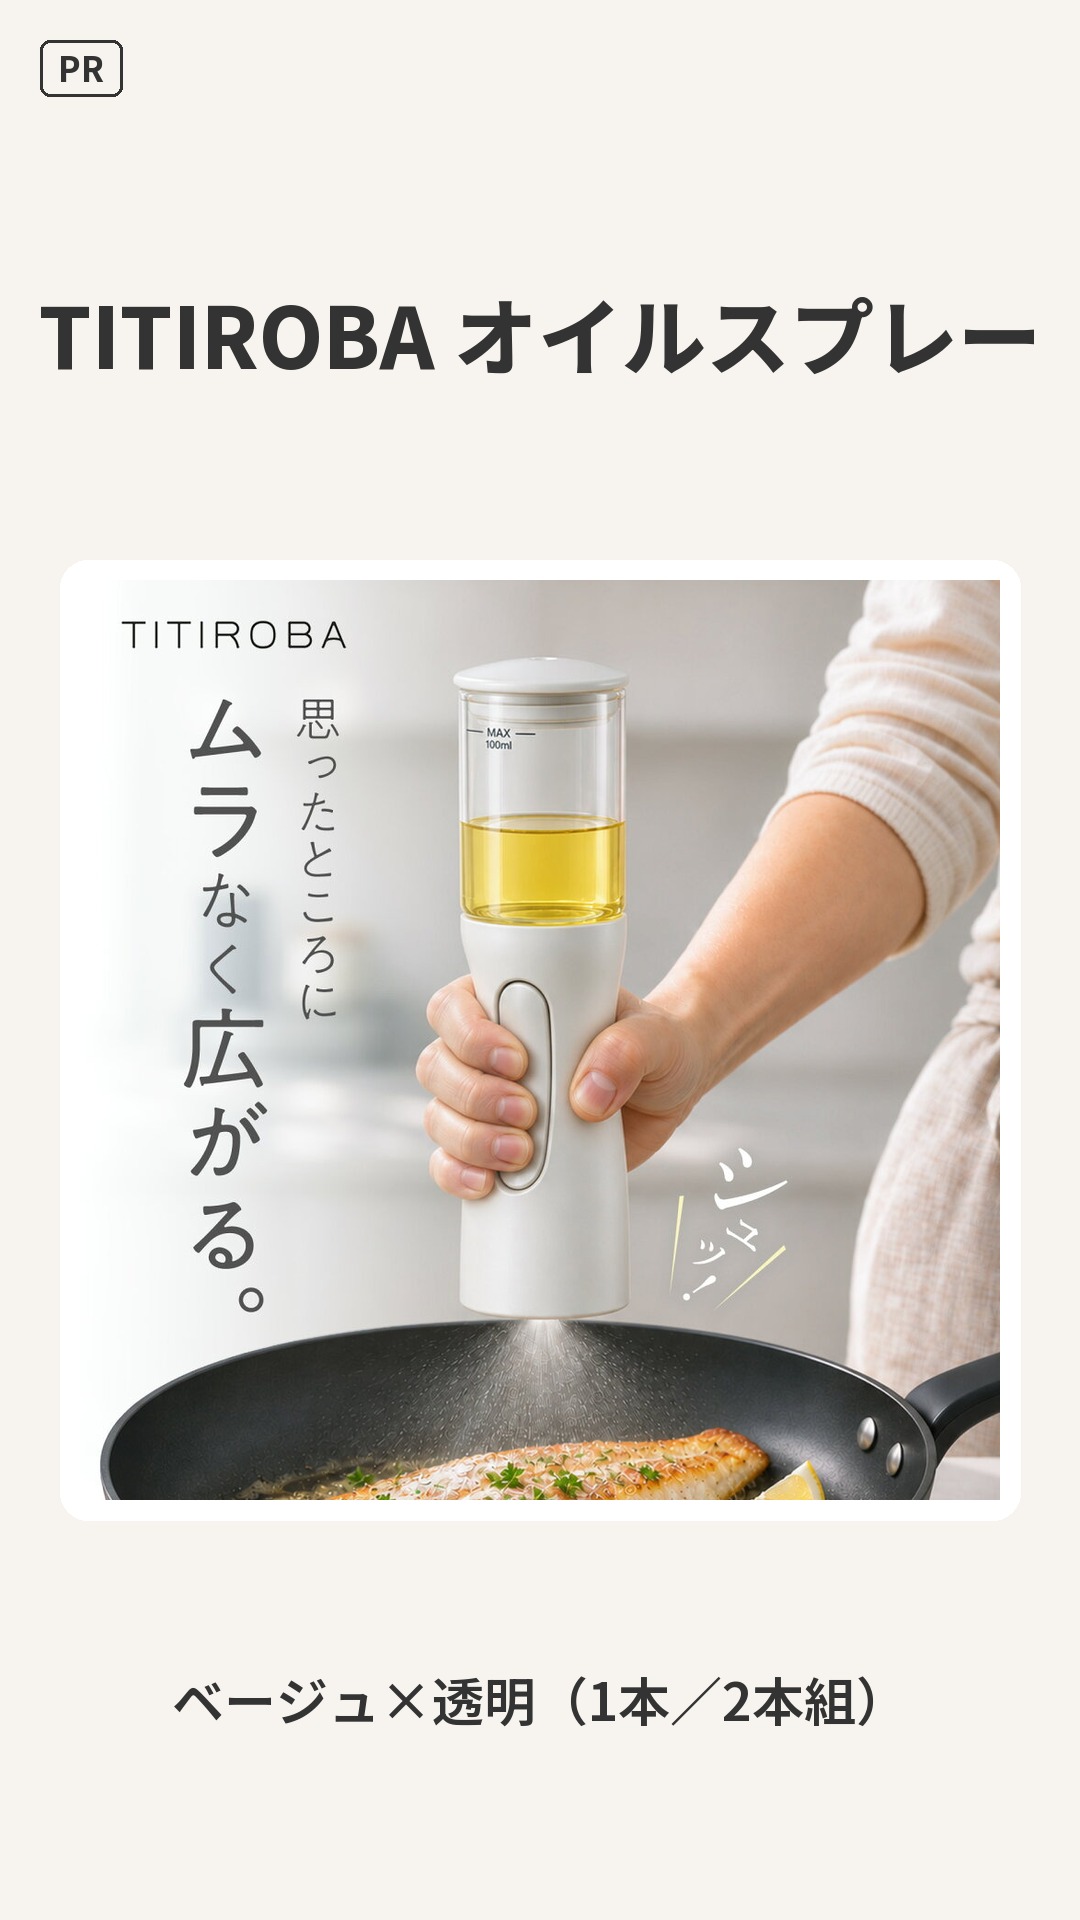 PR
TITIROBA オイルスプレー
TITIROBA
思ったところに
ムラなく広がる。
MAX
100ml
シュッ!
ベージュ×透明（1本／2本組）